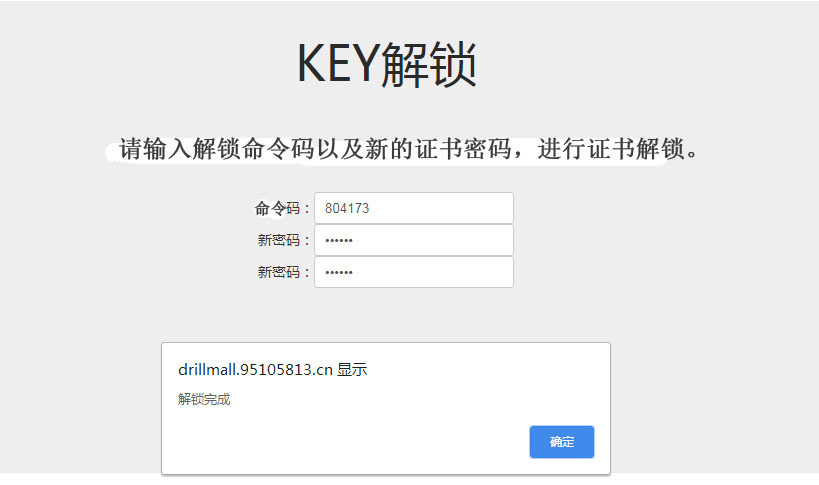 KEY解锁
请输入解锁命令码以及新的证书密码，进行证书解锁。
命令码：804173
新密码：••••••
新密码：••••••
drillmall.95105813.cn 显示
解锁完成
确定